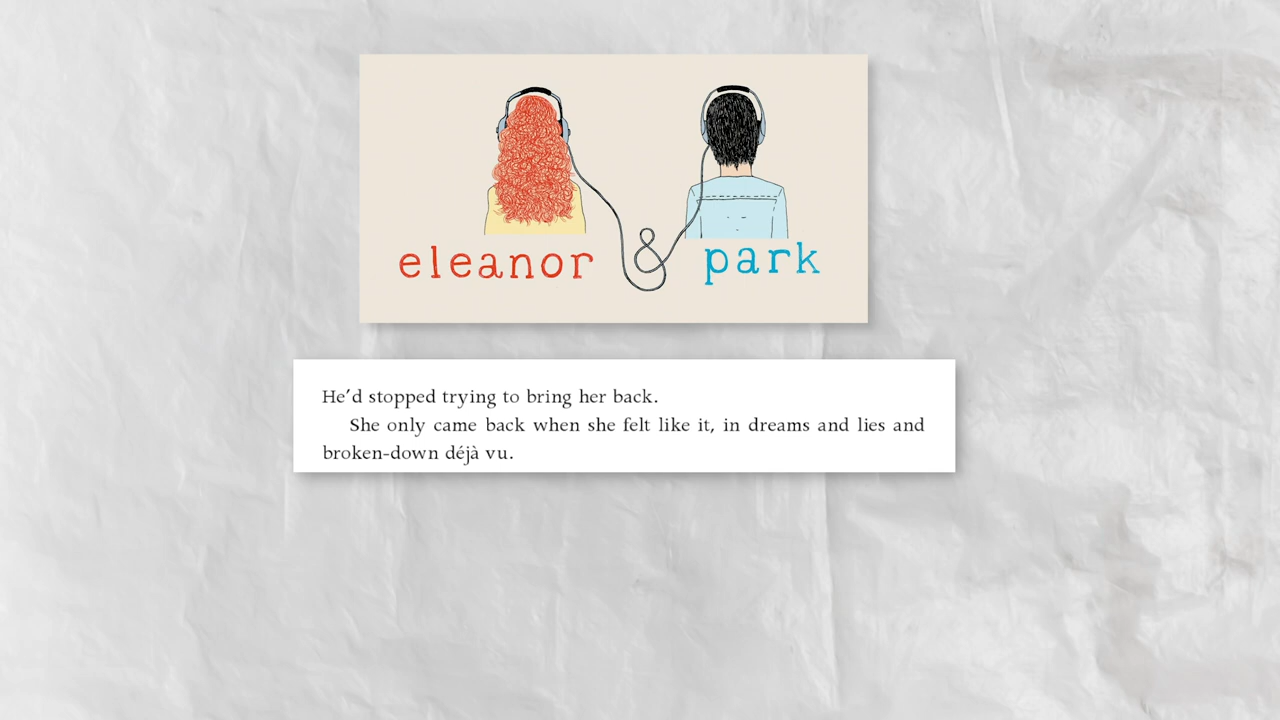 eleanor & park
He'd stopped trying to bring her back.
She only came back when she felt like it, in dreams and lies and
broken-down déjà vu.